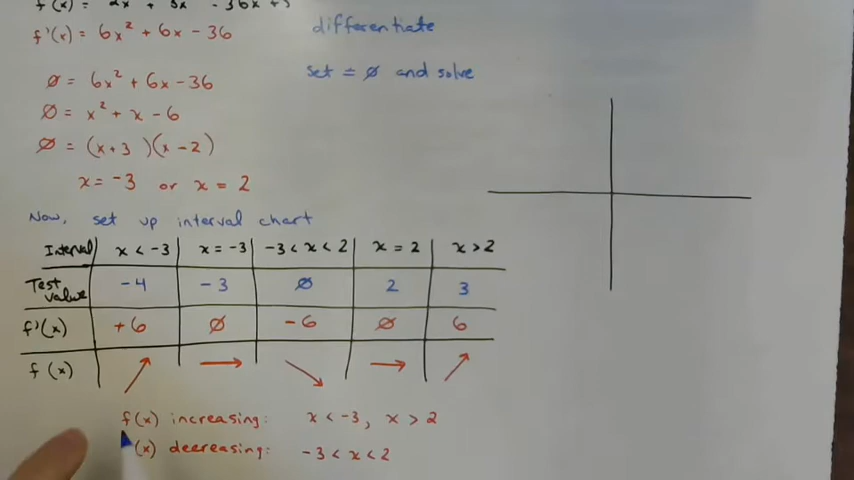 f'(x) = 6x² + 6x - 36 differentiate
Ø = 6x² + 6x - 36 set = Ø and solve
Ø = x² + x - 6
Ø = (x+3)(x-2)
x = -3 or x = 2
Now, set up interval chart
Interval x < -3 x = -3 -3 < x < 2 x = 2 x > 2
Test value -4 -3 Ø 2 3
f'(x) +6 Ø -6 Ø 6
f(x) ↗ → ↘ → ↗
f(x) increasing: x < -3, x > 2
(x) decreasing: -3 < x < 2